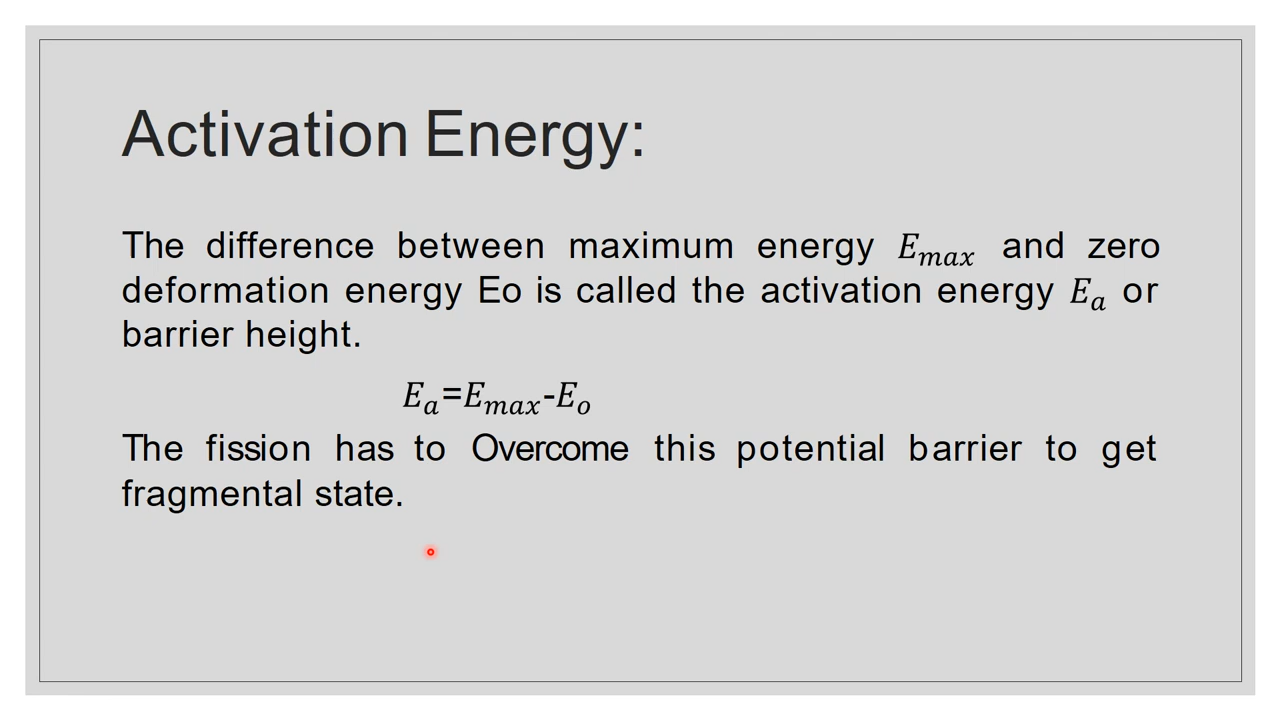 Activation Energy:
The difference between maximum energy E_max and zero
deformation energy Eo is called the activation energy E_a or
barrier height.
E_a=E_max-E_o
The fission has to Overcome this potential barrier to get
fragmental state.